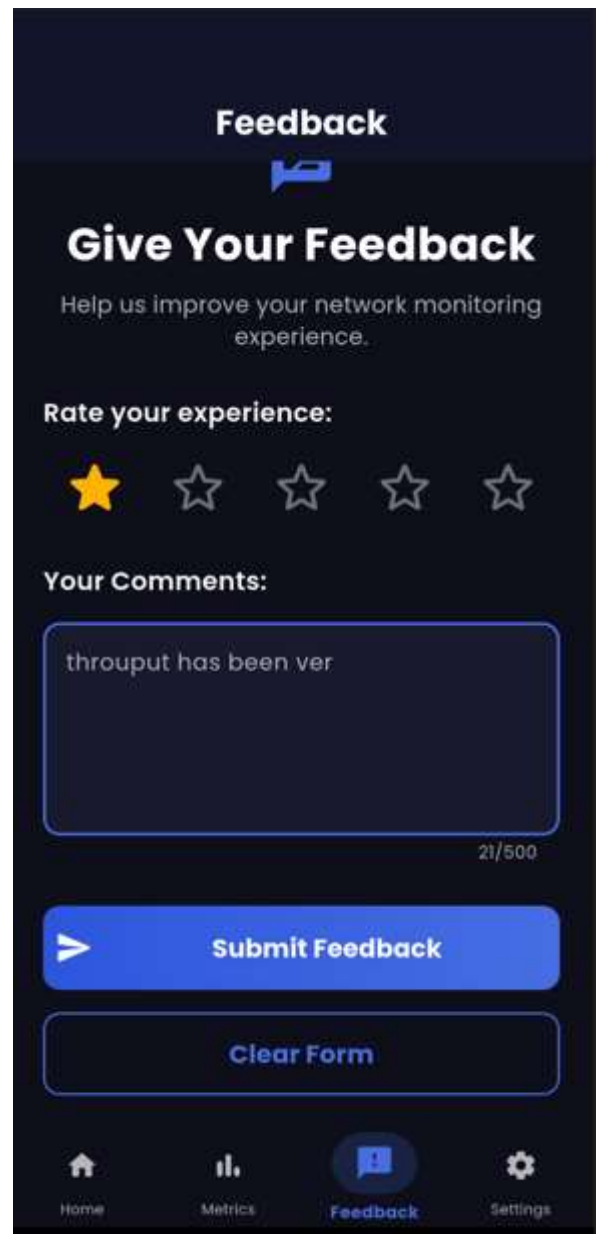 Feedback
Give Your Feedback
Help us improve your network monitoring
experience.
Rate your experience:
Your Comments:
throuput has been ver
21/500
Submit Feedback
Clear Form
Home Metrics Feedback Settings